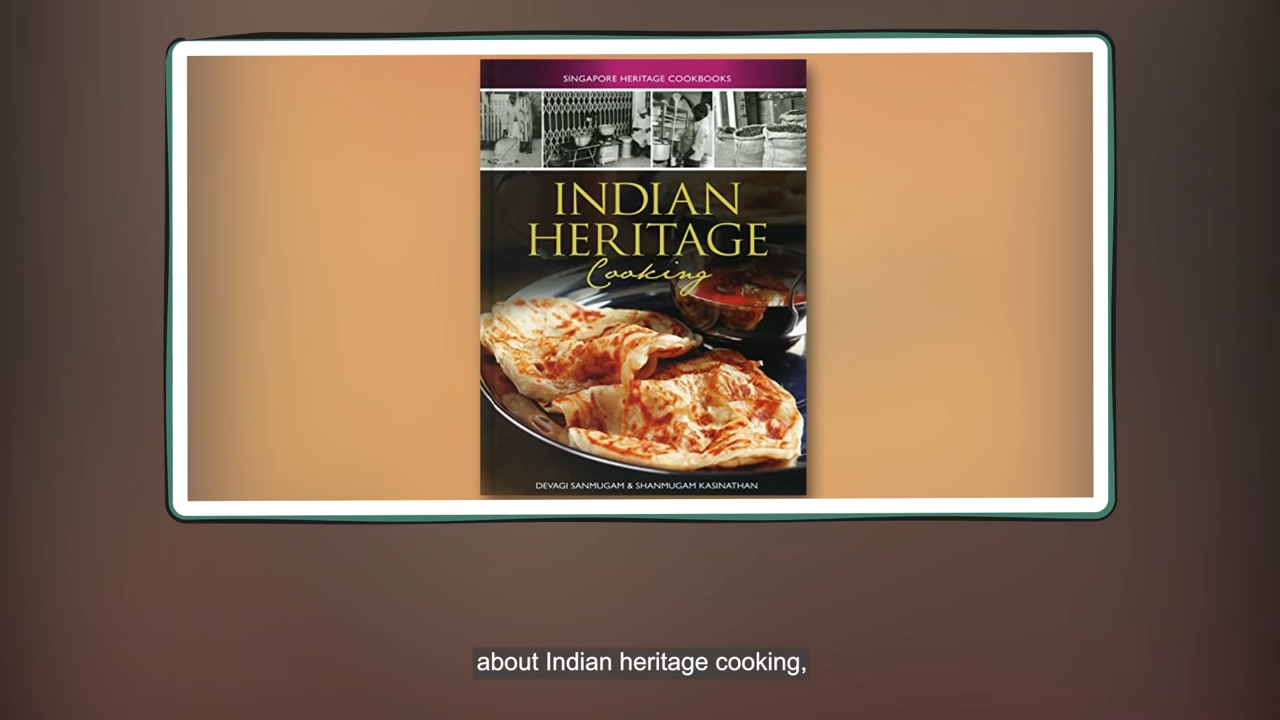 SINGAPORE HERITAGE COOKBOOKS
INDIAN
HERITAGE
Cooking
DEVAGI SANMUGAM & SHANMUGAM KASINATHAN
about Indian heritage cooking,